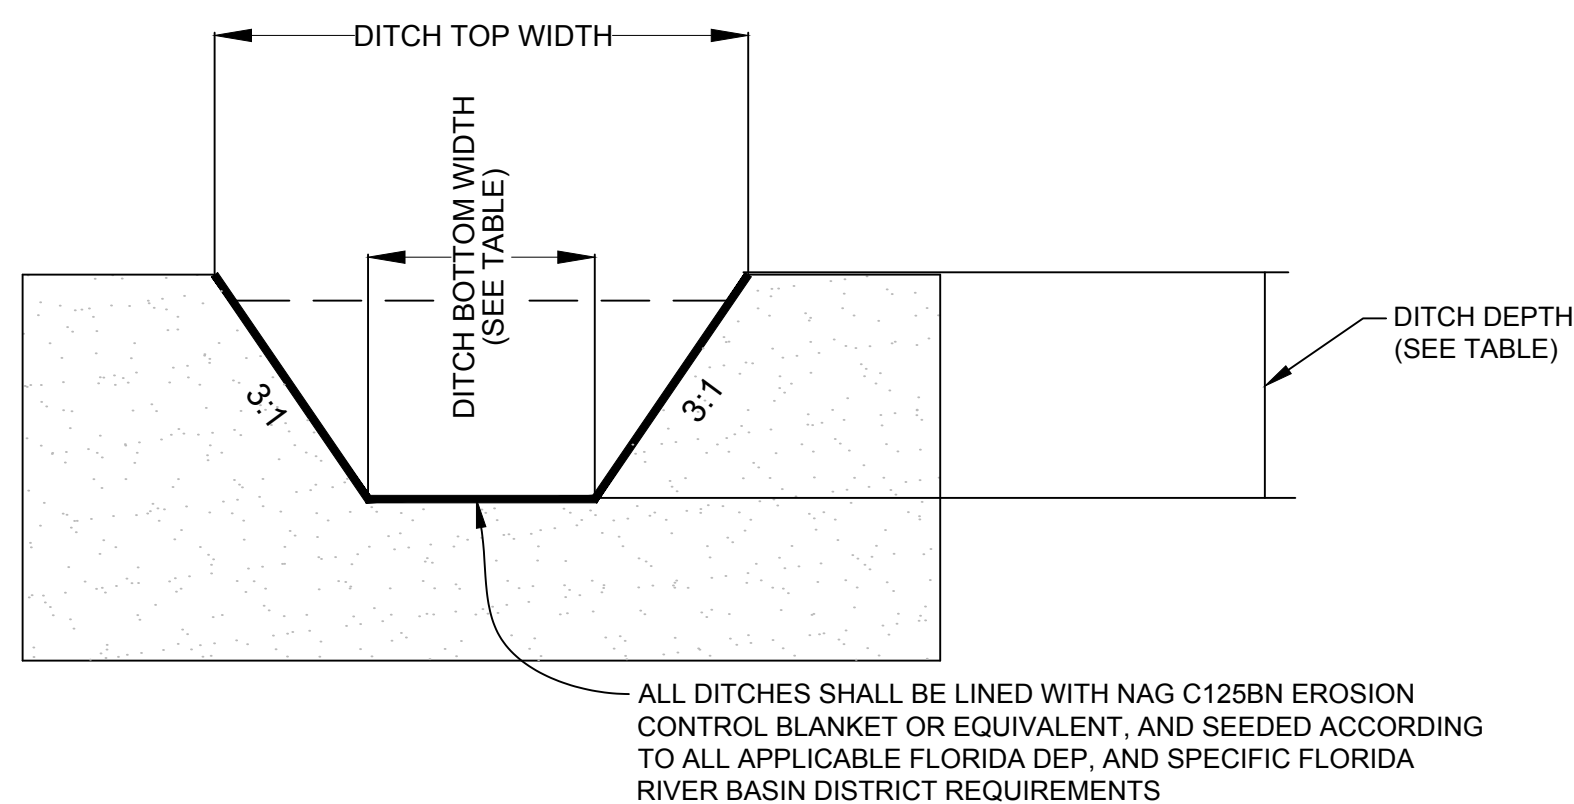 DITCH TOP WIDTH
DITCH BOTTOM WIDTH
(SEE TABLE)
DITCH DEPTH
(SEE TABLE)
3:1
3:1
ALL DITCHES SHALL BE LINED WITH NAG C125BN EROSION
CONTROL BLANKET OR EQUIVALENT, AND SEEDED ACCORDING
TO ALL APPLICABLE FLORIDA DEP, AND SPECIFIC FLORIDA
RIVER BASIN DISTRICT REQUIREMENTS